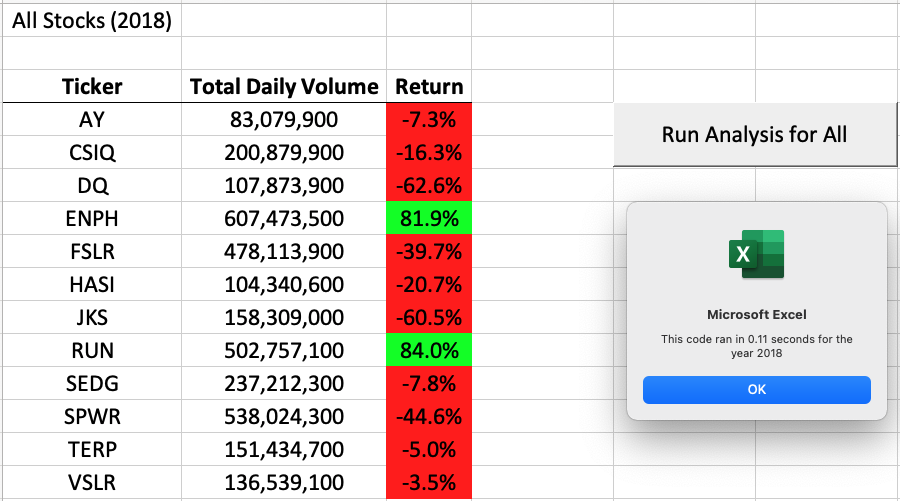 All Stocks (2018)
Ticker Total Daily Volume Return
AY 83,079,900 -7.3%
CSIQ 200,879,900 -16.3%
DQ 107,873,900 -62.6%
ENPH 607,473,500 81.9%
FSLR 478,113,900 -39.7%
HASI 104,340,600 -20.7%
JKS 158,309,000 -60.5%
RUN 502,757,100 84.0%
SEDG 237,212,300 -7.8%
SPWR 538,024,300 -44.6%
TERP 151,434,700 -5.0%
VSLR 136,539,100 -3.5%
Run Analysis for All
X
Microsoft Excel
This code ran in 0.11 seconds for the
year 2018
OK